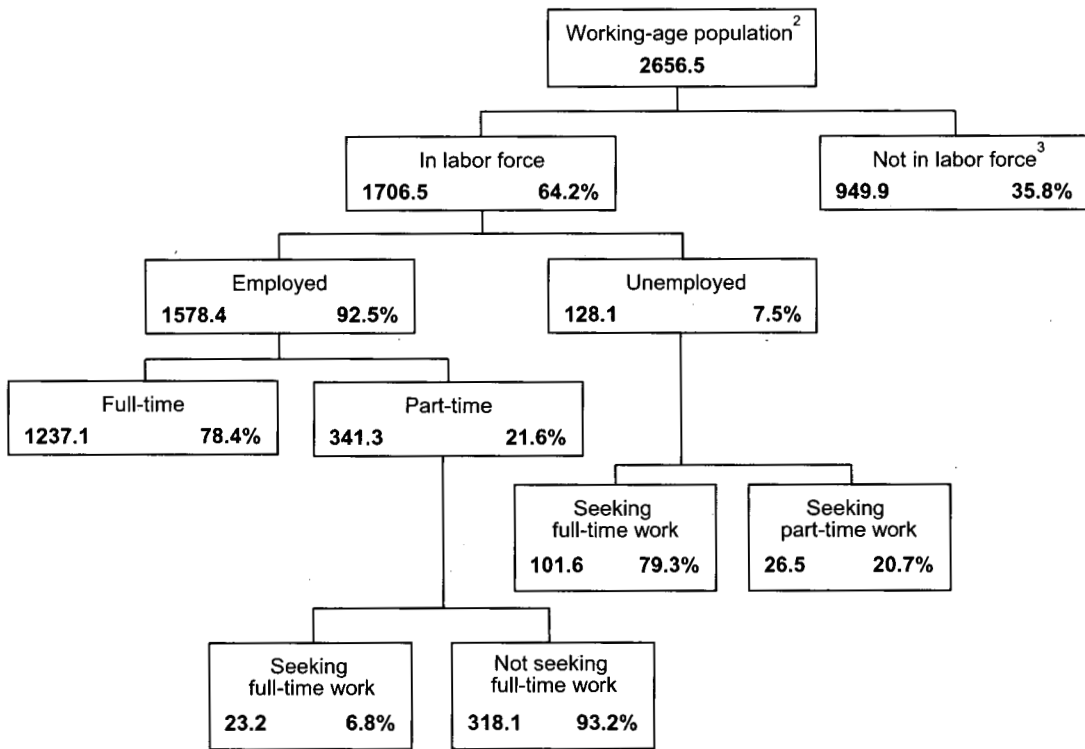 Working-age population²
2656.5
In labor force
1706.5 64.2%
Not in labor force³
949.9 35.8%
Employed
1578.4 92.5%
Unemployed
128.1 7.5%
Full-time
1237.1 78.4%
Part-time
341.3 21.6%
Seeking
full-time work
101.6 79.3%
Seeking
part-time work
26.5 20.7%
Seeking
full-time work
23.2 6.8%
Not seeking
full-time work
318.1 93.2%